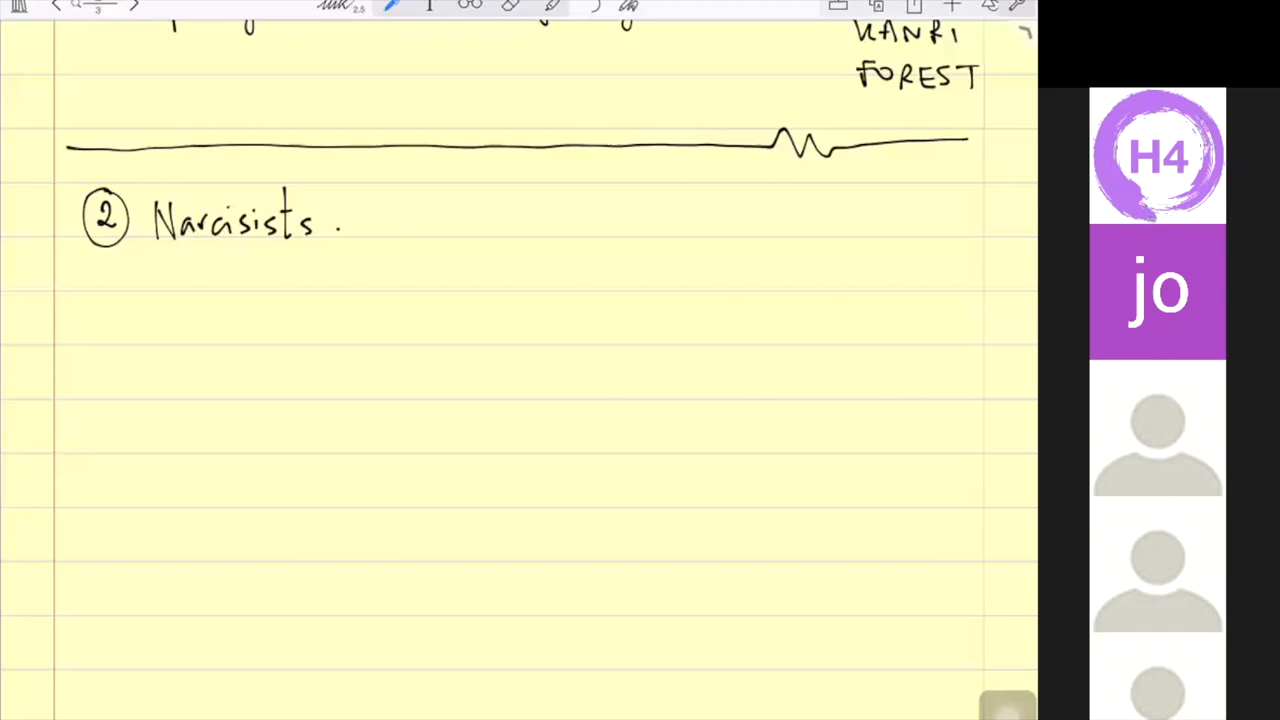 KANRI
FOREST
② Narcisists .
H4
jo